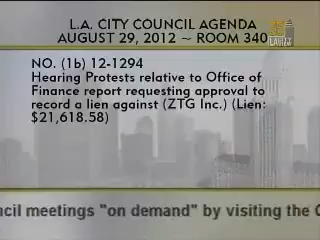 L.A. CITY COUNCIL AGENDA
AUGUST 29, 2012 ~ ROOM 340
NO. (1b) 12-1294
Hearing Protests relative to Office of
Finance report requesting approval to
record a lien against (ZTG Inc.) (Lien:
$21,618.58)
cil meetings "on demand" by visiting the